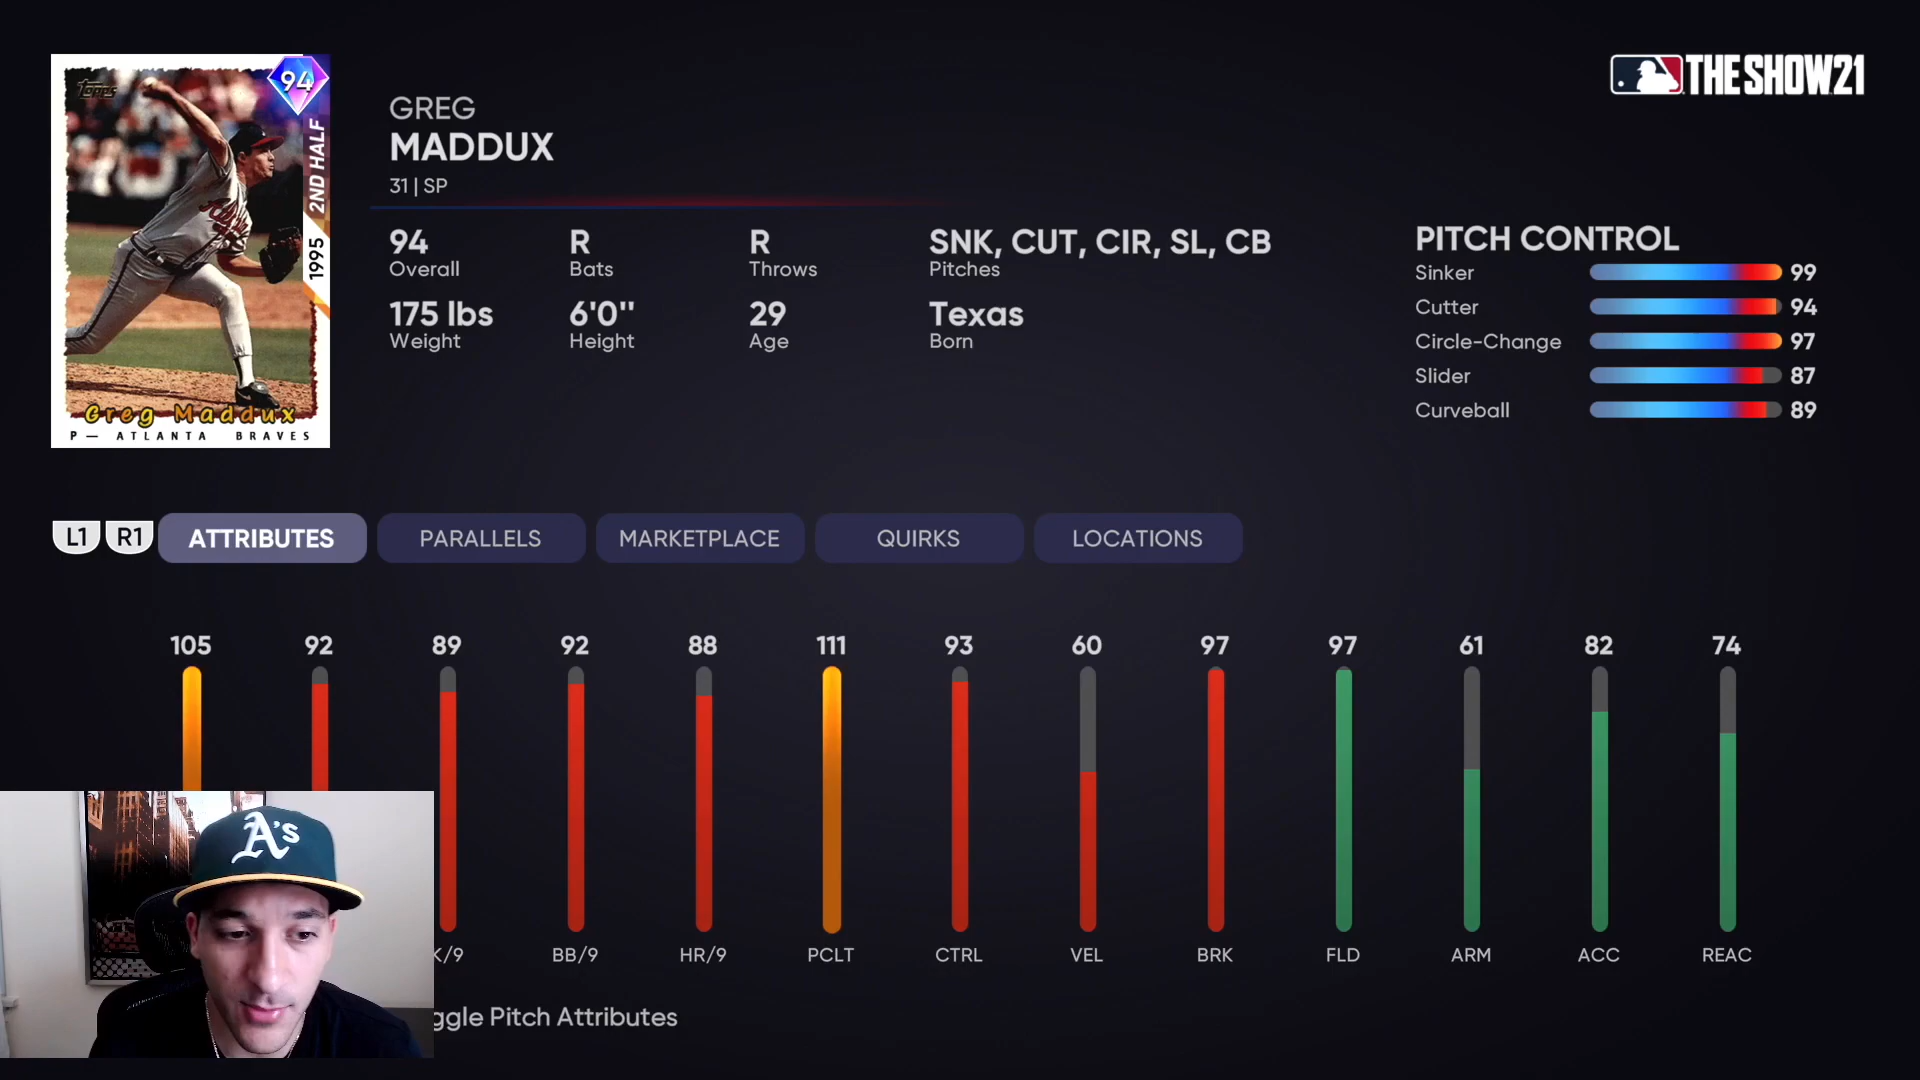 Topps
94
2ND HALF
1995
Greg Maddux
P — ATLANTA BRAVES
GREG
MADDUX
31 | SP
94
Overall
R
Bats
R
Throws
SNK, CUT, CIR, SL, CB
Pitches
175 lbs
Weight
6'0"
Height
29
Age
Texas
Born
MLB THE SHOW 21
PITCH CONTROL
Sinker 99
Cutter 94
Circle-Change 97
Slider 87
Curveball 89
L1 R1 ATTRIBUTES PARALLELS MARKETPLACE QUIRKS LOCATIONS
105 92 89 92 88 111 93 60 97 97 61 82 74
K/9 BB/9 HR/9 PCLT CTRL VEL BRK FLD ARM ACC REAC
ggle Pitch Attributes
A's